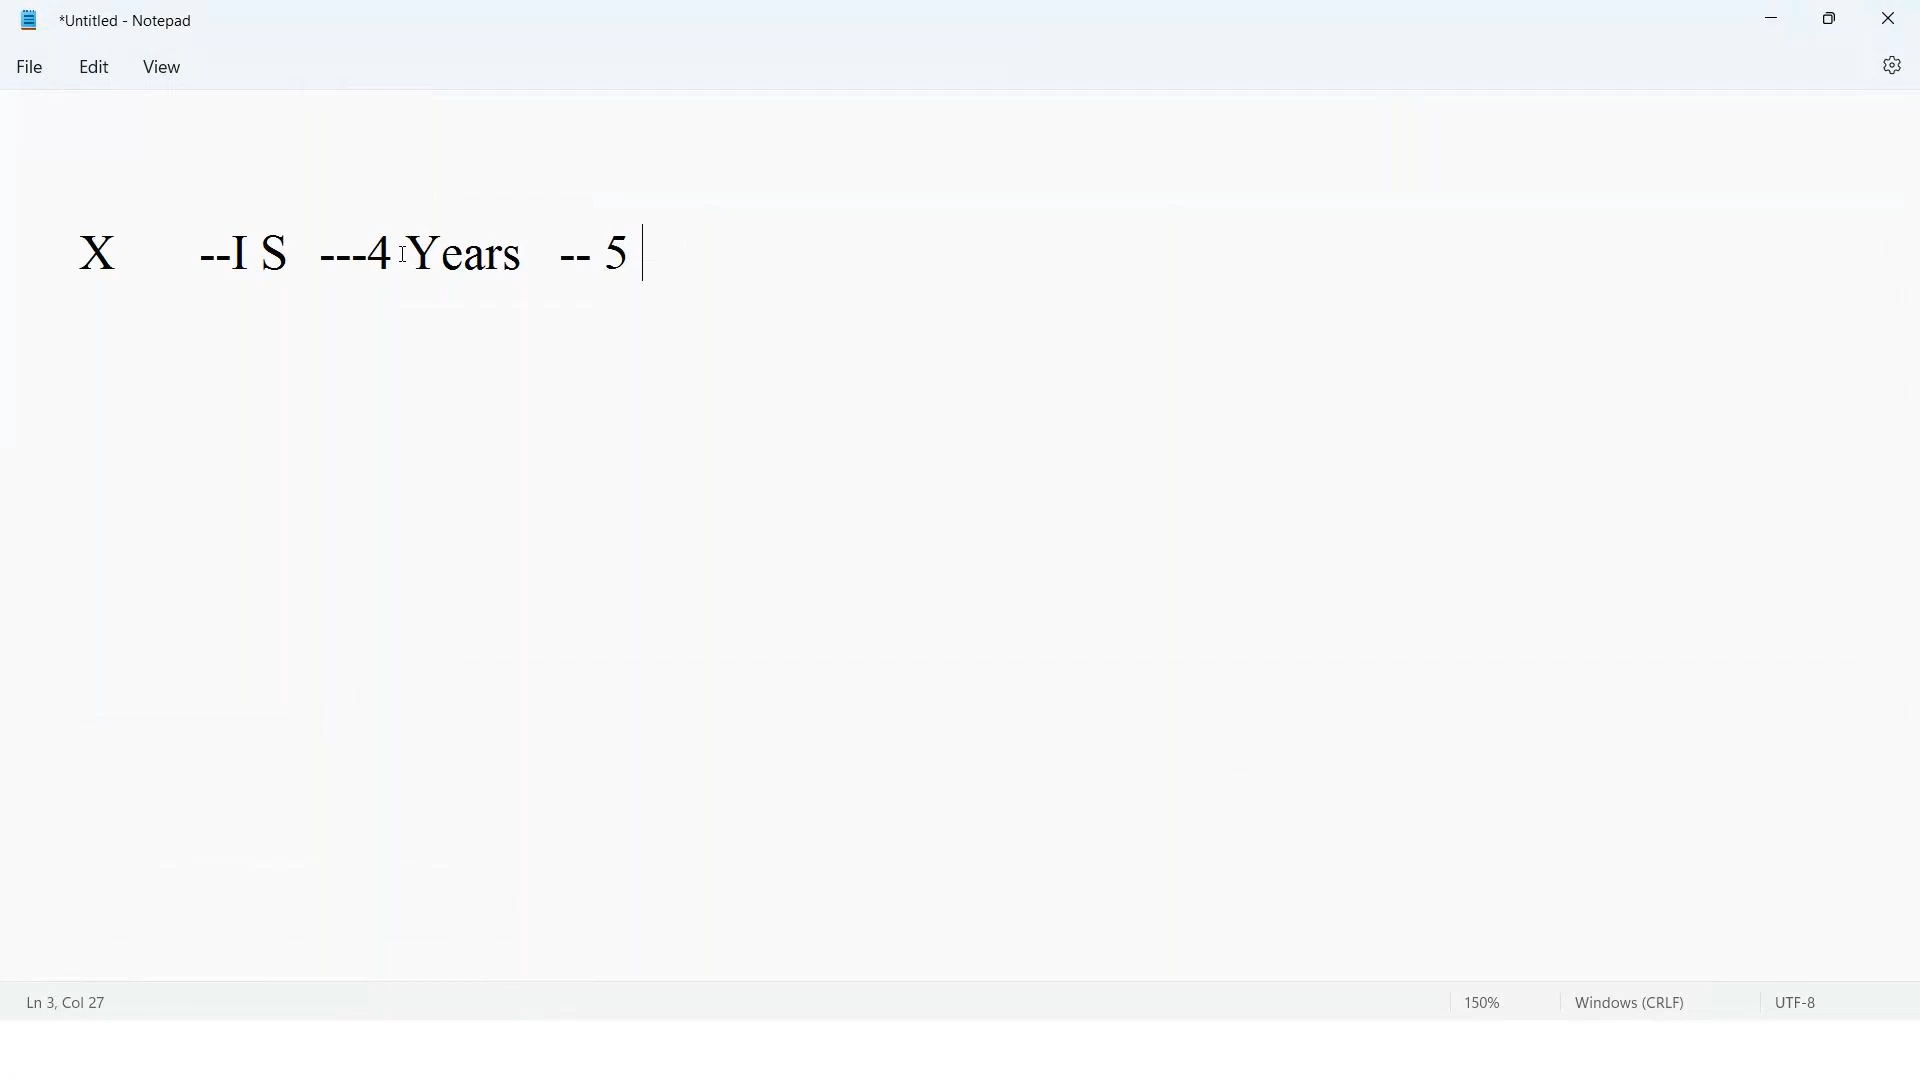 *Untitled - Notepad
File Edit View
X --I S ---4 Years -- 5
Ln 3, Col 27 150% Windows (CRLF) UTF-8